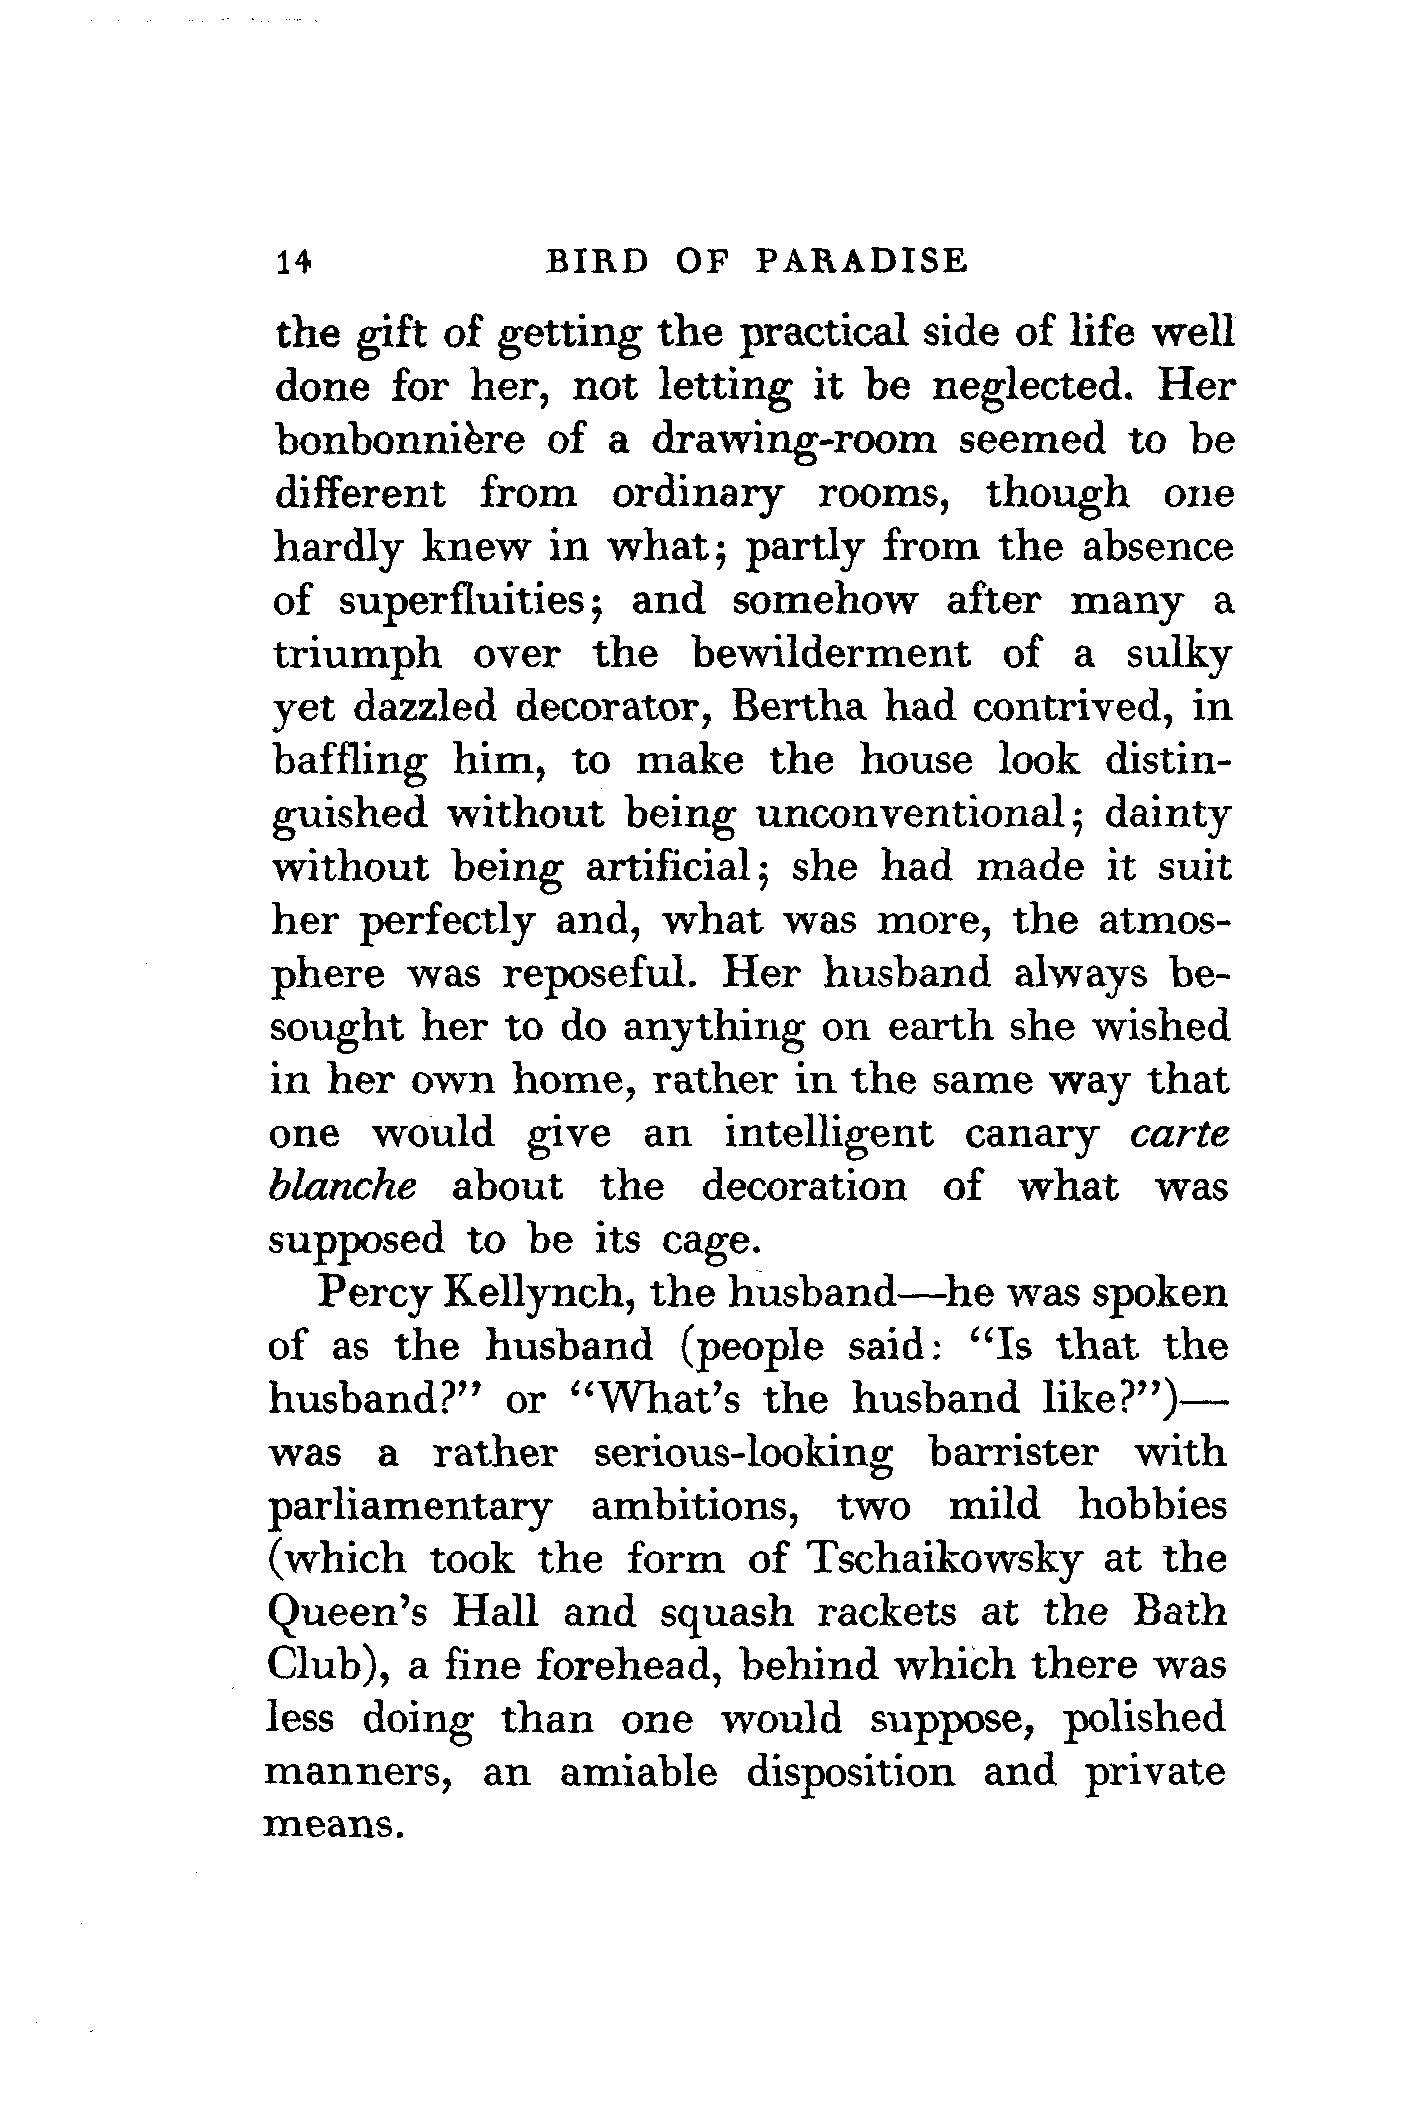 14 BIRD OF PARADISE
the gift of getting the practical side of life well
done for her, not letting it be neglected. Her
bonbonnière of a drawing-room seemed to be
different from ordinary rooms, though one
hardly knew in what; partly from the absence
of superfluities; and somehow after many a
triumph over the bewilderment of a sulky
yet dazzled decorator, Bertha had contrived, in
baffling him, to make the house look distin-
guished without being unconventional; dainty
without being artificial; she had made it suit
her perfectly and, what was more, the atmos-
phere was reposeful. Her husband always be-
sought her to do anything on earth she wished
in her own home, rather in the same way that
one would give an intelligent canary carte
blanche about the decoration of what was
supposed to be its cage.
Percy Kellynch, the husband—he was spoken
of as the husband (people said: “Is that the
husband?” or “What’s the husband like?”)—
was a rather serious-looking barrister with
parliamentary ambitions, two mild hobbies
(which took the form of Tschaikowsky at the
Queen’s Hall and squash rackets at the Bath
Club), a fine forehead, behind which there was
less doing than one would suppose, polished
manners, an amiable disposition and private
means.